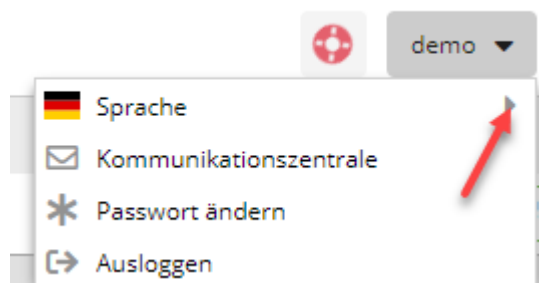 demo
Sprache
Kommunikationszentrale
Passwort ändern
Ausloggen